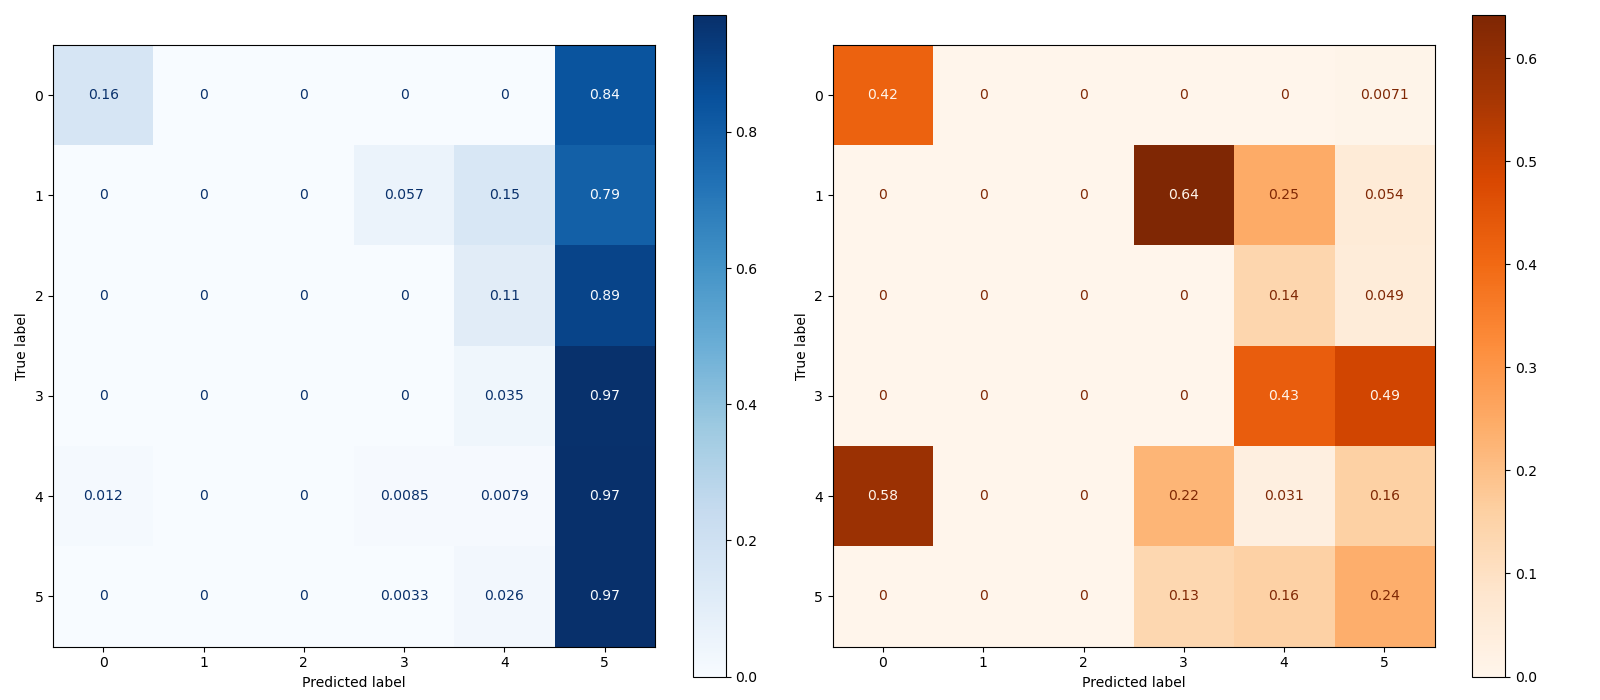 0 0.16 0 0 0 0 0.84
1 0 0 0 0.057 0.15 0.79
2 0 0 0 0 0.11 0.89
3 0 0 0 0 0.035 0.97
4 0.012 0 0 0.0085 0.0079 0.97
5 0 0 0 0.0033 0.026 0.97
0 1 2 3 4 5
True label
Predicted label
0.8
0.6
0.4
0.2
0.0
0 0.42 0 0 0 0 0.0071
1 0 0 0 0.64 0.25 0.054
2 0 0 0 0 0.14 0.049
3 0 0 0 0 0.43 0.49
4 0.58 0 0 0.22 0.031 0.16
5 0 0 0 0.13 0.16 0.24
0 1 2 3 4 5
True label
Predicted label
0.6
0.5
0.4
0.3
0.2
0.1
0.0